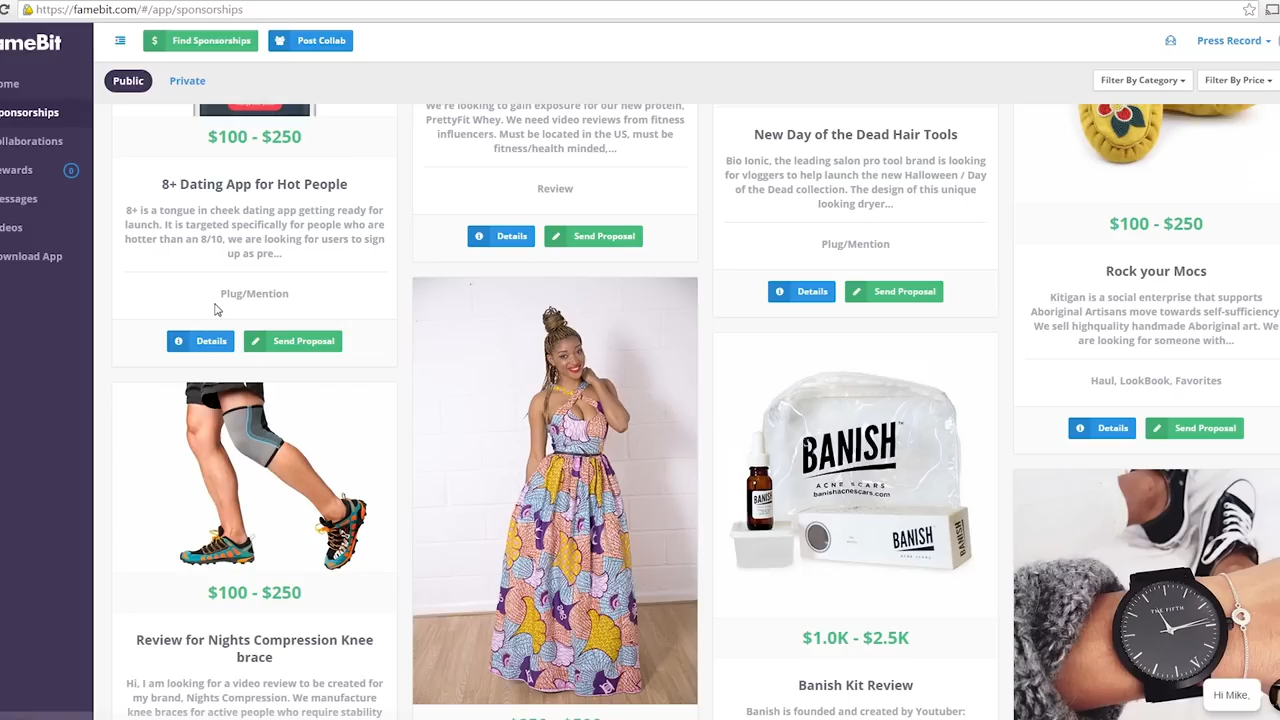 https://famebit.com/#/app/sponsorships
ameBit
Find Sponsorships
Post Collab
Press Record
ome
Public
Private
Filter By Category
Filter By Price
ponsorships
ollaborations
ewards
0
essages
deos
ownload App
$100 - $250
8+ Dating App for Hot People
8+ is a tongue in cheek dating app getting ready for
launch. It is targeted specifically for people who are
hotter than an 8/10, we are looking for users to sign
up as pre...
Plug/Mention
Details
Send Proposal
$100 - $250
Review for Nights Compression Knee
brace
Hi, I am looking for a video review to be created for
my brand, Nights Compression. We manufacture
knee braces for active people who require stability
We're looking to gain exposure for our new protein,
PrettyFit Whey. We need video reviews from fitness
influencers. Must be located in the US, must be
fitness/health minded,...
Review
Details
Send Proposal
New Day of the Dead Hair Tools
Bio Ionic, the leading salon pro tool brand is looking
for vloggers to help launch the new Halloween / Day
of the Dead collection. The design of this unique
looking dryer...
Plug/Mention
Details
Send Proposal
BANISH
ACNE SCARS
banishacnescars.com
BANISH
BANISH
BANISH
$1.0K - $2.5K
Banish Kit Review
Banish is founded and created by Youtuber:
$100 - $250
Rock your Mocs
Kitigan is a social enterprise that supports
Aboriginal Artisans move towards self-sufficiency.
We sell highquality handmade Aboriginal art. We
are looking for someone with...
Haul, LookBook, Favorites
Details
Send Proposal
THE FIFTH
Hi Mike,